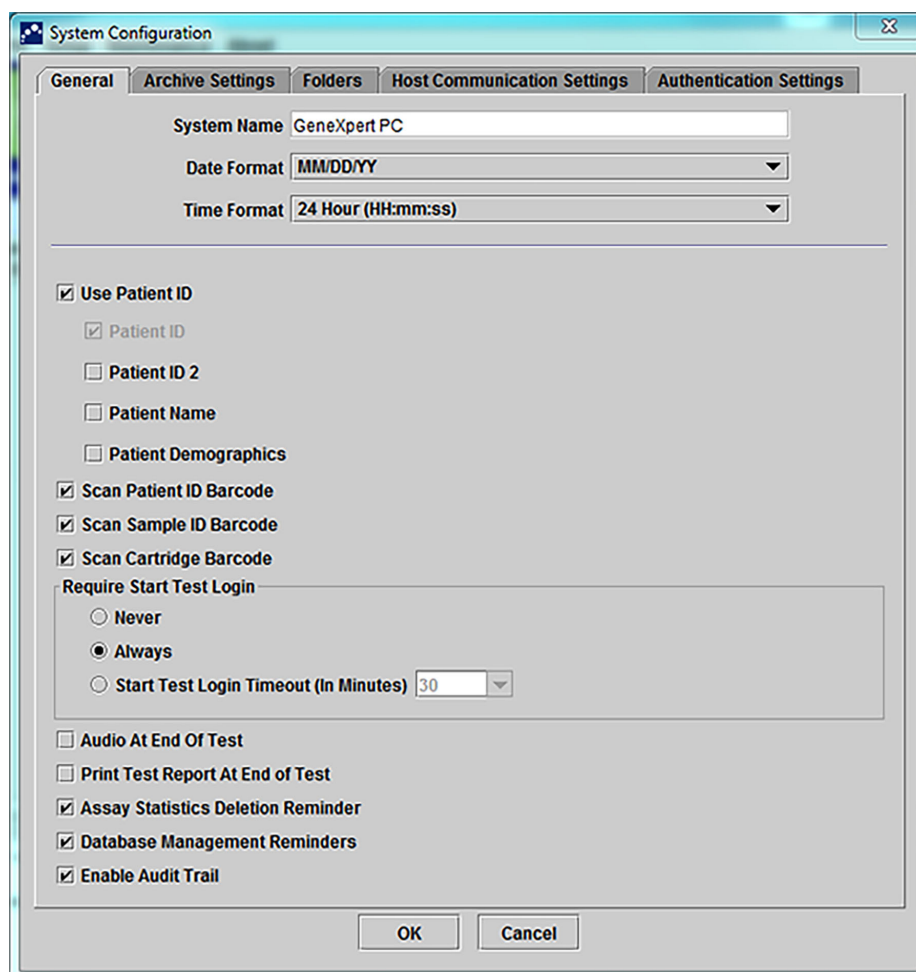 System Configuration
General Archive Settings Folders Host Communication Settings Authentication Settings
System Name GeneXpert PC
Date Format MM/DD/YY
Time Format 24 Hour (HH:mm:ss)
Use Patient ID
Patient ID
Patient ID 2
Patient Name
Patient Demographics
Scan Patient ID Barcode
Scan Sample ID Barcode
Scan Cartridge Barcode
Require Start Test Login
Never
Always
Start Test Login Timeout (In Minutes) 30
Audio At End Of Test
Print Test Report At End of Test
Assay Statistics Deletion Reminder
Database Management Reminders
Enable Audit Trail
OK Cancel